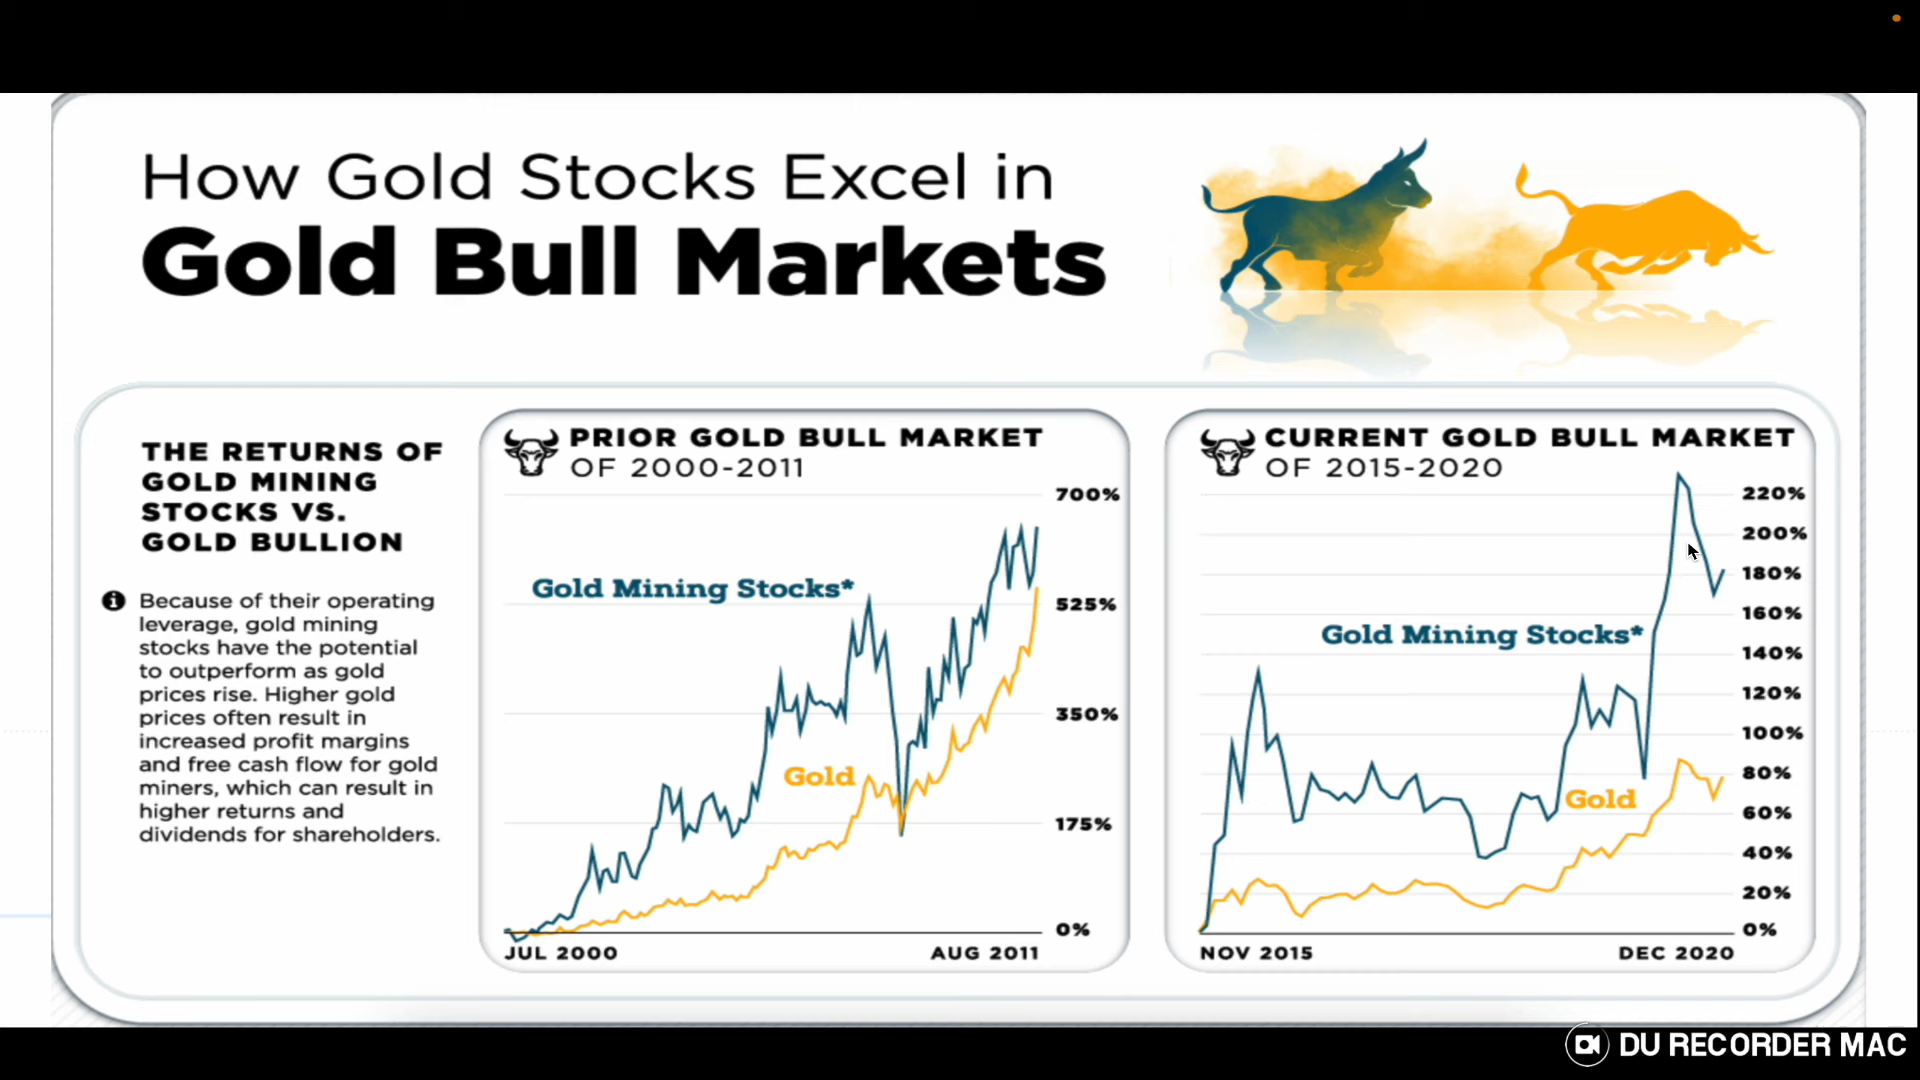 How Gold Stocks Excel in
Gold Bull Markets
THE RETURNS OF
GOLD MINING
STOCKS VS.
GOLD BULLION
Because of their operating
leverage, gold mining
stocks have the potential
to outperform as gold
prices rise. Higher gold
prices often result in
increased profit margins
and free cash flow for gold
miners, which can result in
higher returns and
dividends for shareholders.
PRIOR GOLD BULL MARKET
OF 2000-2011
700%
Gold Mining Stocks*
525%
350%
Gold
175%
0%
JUL 2000
AUG 2011
CURRENT GOLD BULL MARKET
OF 2015-2020
220%
200%
180%
160%
Gold Mining Stocks*
140%
120%
100%
80%
Gold
60%
40%
20%
0%
NOV 2015
DEC 2020
DU RECORDER MAC